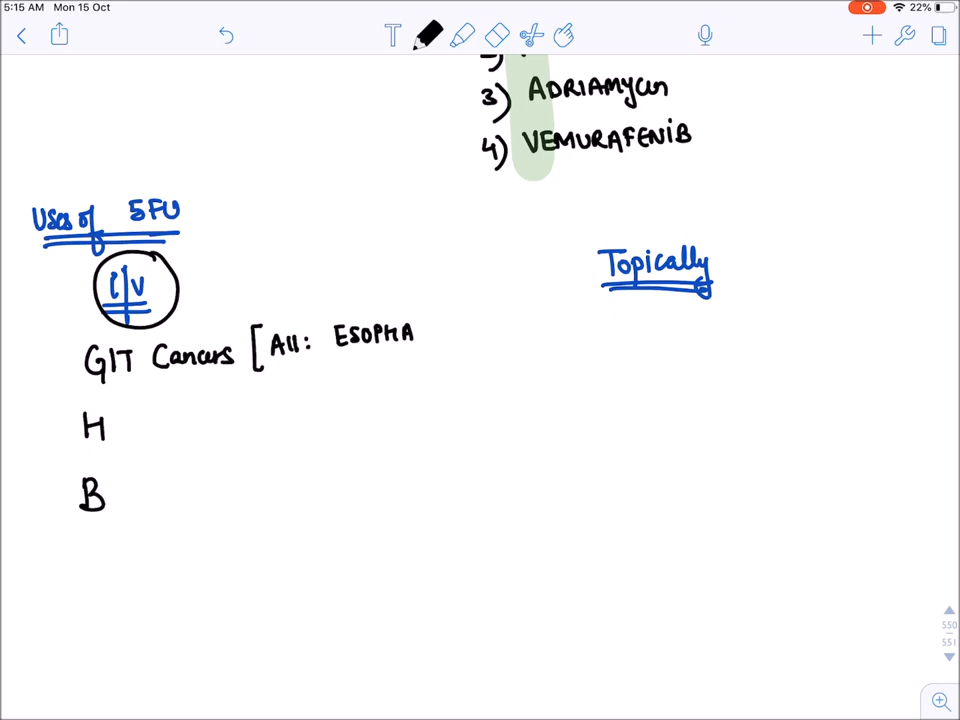 5:15 AM Mon 15 Oct
22%
T
3) ADRIAMYCIN
4) VEMURAFENIB
Uses of 5FU
I|V
Topically
GIT Cancers [All: ESOPHA
H
B
550
551